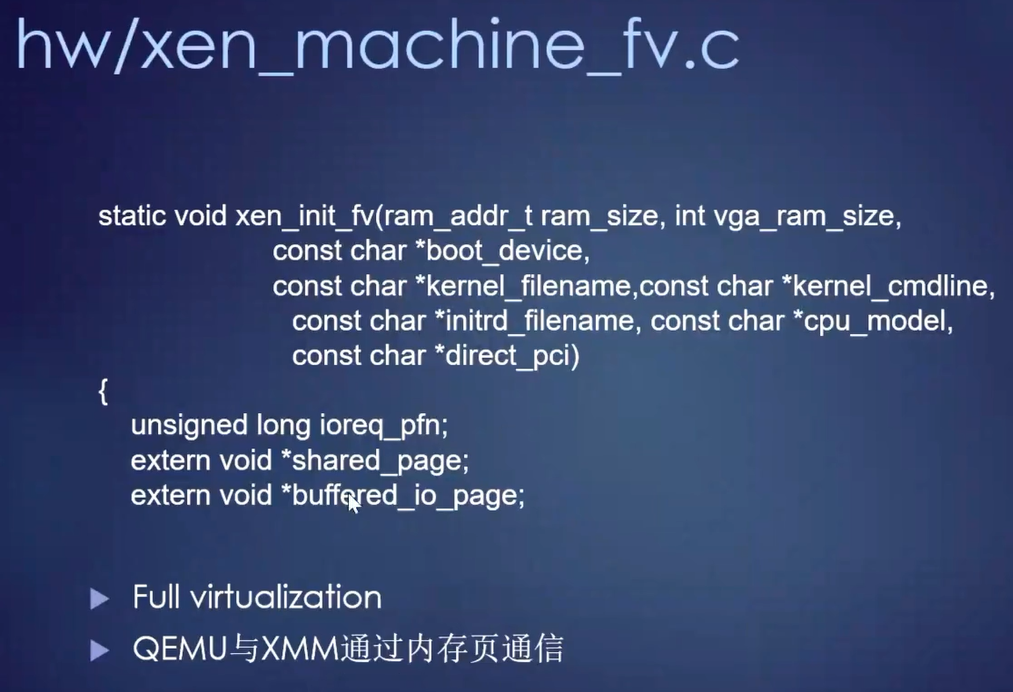 hw/xen_machine_fv.c
static void xen_init_fv(ram_addr_t ram_size, int vga_ram_size,
const char *boot_device,
const char *kernel_filename,const char *kernel_cmdline,
const char *initrd_filename, const char *cpu_model,
const char *direct_pci)
{
unsigned long ioreq_pfn;
extern void *shared_page;
extern void *buffered_io_page;
Full virtualization
QEMU与XMM通过内存页通信